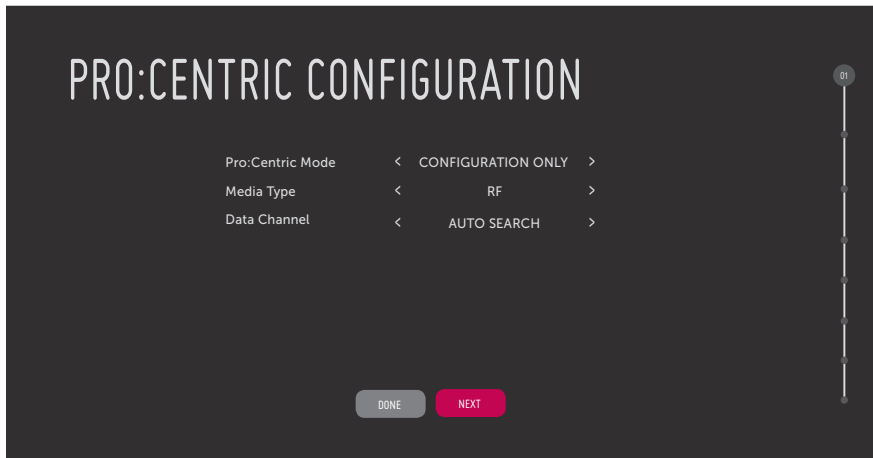 PRO:CENTRIC CONFIGURATION
01
Pro:Centric Mode < CONFIGURATION ONLY >
Media Type < RF >
Data Channel < AUTO SEARCH >
DONE NEXT